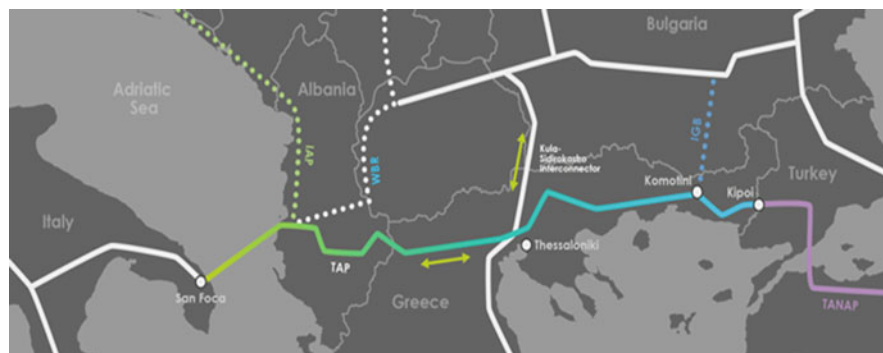 Bulgaria
Albania
Adriatic
Sea
IAP
WBR
IGB
Kula-
Sidirokastro
Interconnector
Turkey
Komotini
Kipoi
Italy
Thessaloniki
TAP
San Foca
Greece
TANAP